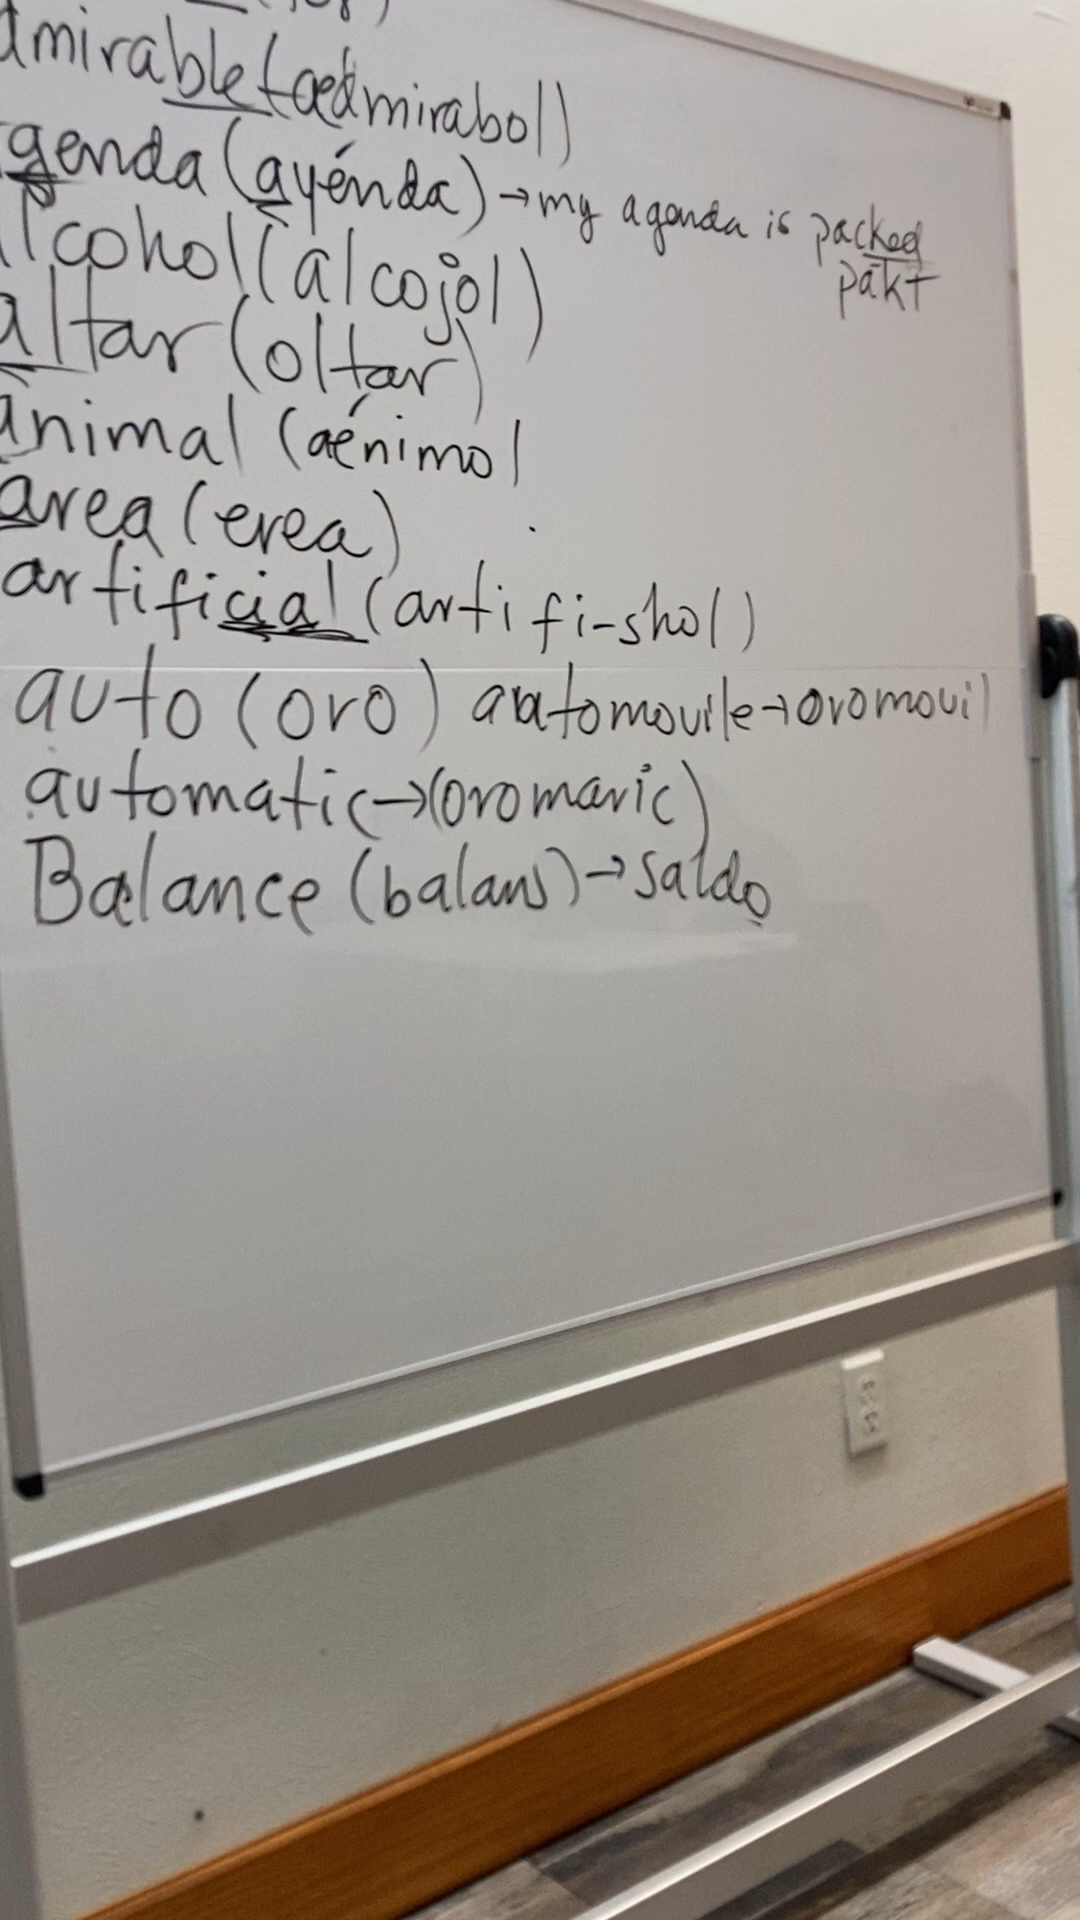 dmirable (aedmirabol)
genda (ayénda) → my agenda is packed
pakt
lcohol (alcojol)
altar (oltar)
animal (aénimol
area (erea)
artificial (artifi-shol)
auto (oro) automovile → oromovil
automatic → (oromaric)
Balance (balans) → saldo